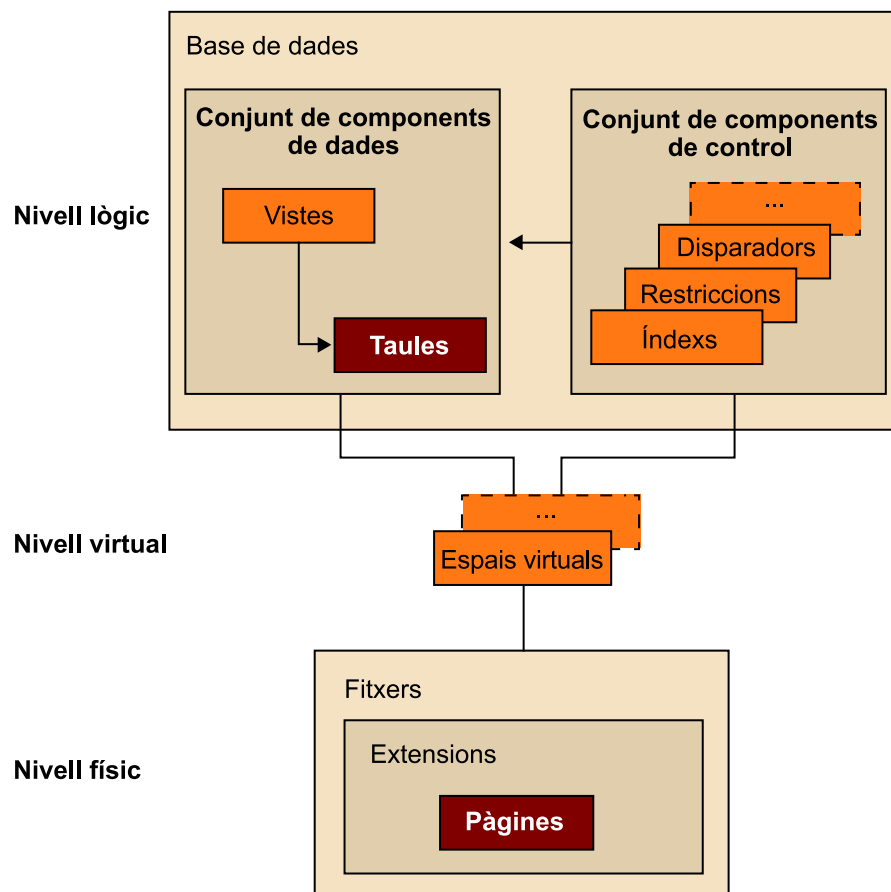 Base de dades
Conjunt de components
de dades
Vistes
Taules
Conjunt de components
de control
...
Disparadors
Restriccions
Índexs
Nivell lògic
Nivell virtual
...
Espais virtuals
Nivell físic
Fitxers
Extensions
Pàgines